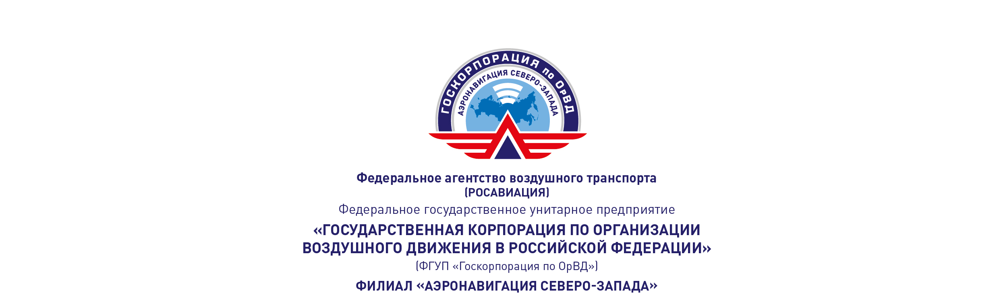 ГОСКОРПОРАЦИЯ по ОрВД
АЭРОНАВИГАЦИЯ СЕВЕРО-ЗАПАДА
Федеральное агентство воздушного транспорта
(РОСАВИАЦИЯ)
Федеральное государственное унитарное предприятие
«ГОСУДАРСТВЕННАЯ КОРПОРАЦИЯ ПО ОРГАНИЗАЦИИ
ВОЗДУШНОГО ДВИЖЕНИЯ В РОССИЙСКОЙ ФЕДЕРАЦИИ»
(ФГУП «Госкорпорация по ОрВД»)
ФИЛИАЛ «АЭРОНАВИГАЦИЯ СЕВЕРО-ЗАПАДА»